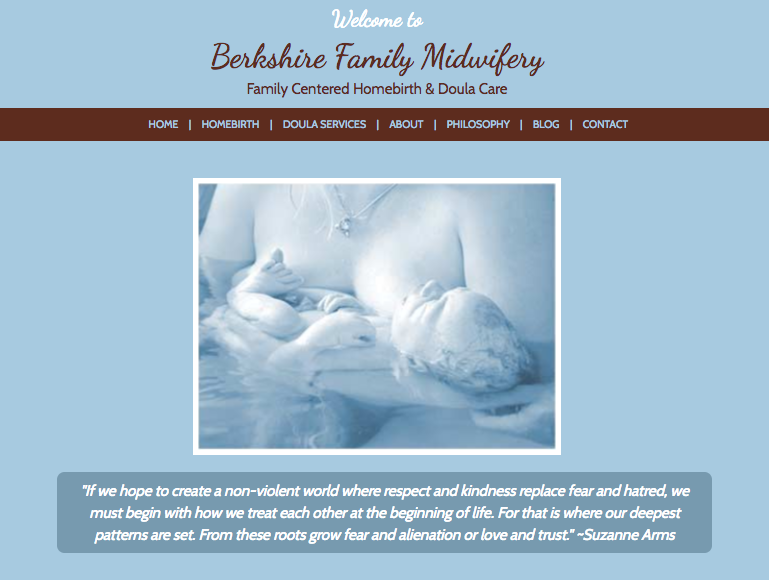 Welcome to
Berkshire Family Midwifery
Family Centered Homebirth & Doula Care
HOME | HOMEBIRTH | DOULA SERVICES | ABOUT | PHILOSOPHY | BLOG | CONTACT
"If we hope to create a non-violent world where respect and kindness replace fear and hatred, we
must begin with how we treat each other at the beginning of life. For that is where our deepest
patterns are set. From these roots grow fear and alienation or love and trust." ~Suzanne Arms